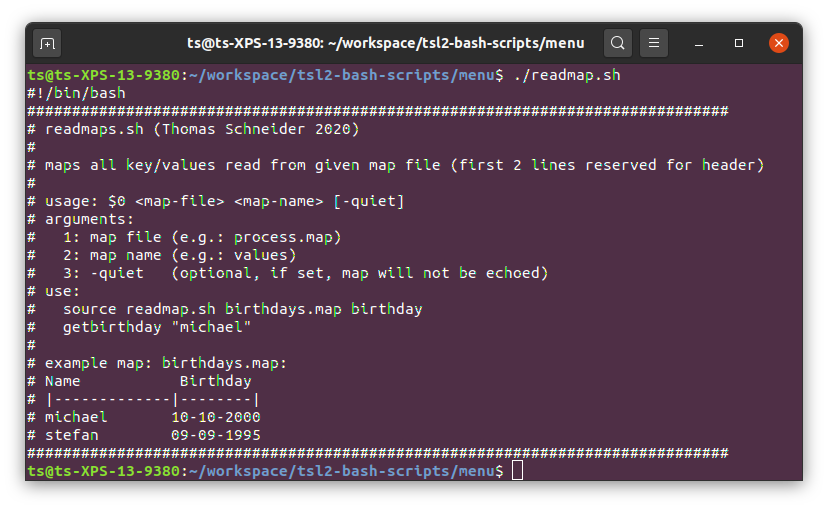 ts@ts-XPS-13-9380: ~/workspace/tsl2-bash-scripts/menu
ts@ts-XPS-13-9380:~/workspace/tsl2-bash-scripts/menu$ ./readmap.sh
#!/bin/bash
##############################################################################
# readmaps.sh (Thomas Schneider 2020)
#
# maps all key/values read from given map file (first 2 lines reserved for header)
#
# usage: $0 <map-file> <map-name> [-quiet]
# arguments:
#   1: map file (e.g.: process.map)
#   2: map name (e.g.: values)
#   3: -quiet   (optional, if set, map will not be echoed)
# use:
#   source readmap.sh birthdays.map birthday
#   getbirthday "michael"
#
# example map: birthdays.map:
# Name           Birthday
# |-------------|--------|
# michael       10-10-2000
# stefan        09-09-1995
##############################################################################
ts@ts-XPS-13-9380:~/workspace/tsl2-bash-scripts/menu$